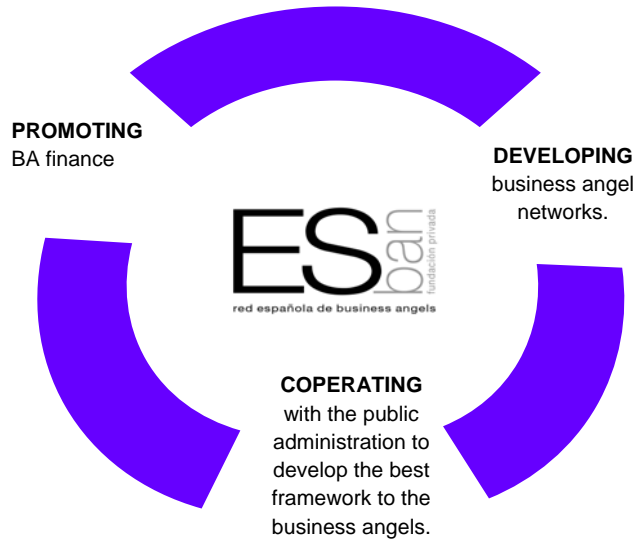 PROMOTING
BA finance
DEVELOPING
business angel
networks.
ES
ban
fundación privada
red española de business angels
COPERATING
with the public
administration to
develop the best
framework to the
business angels.